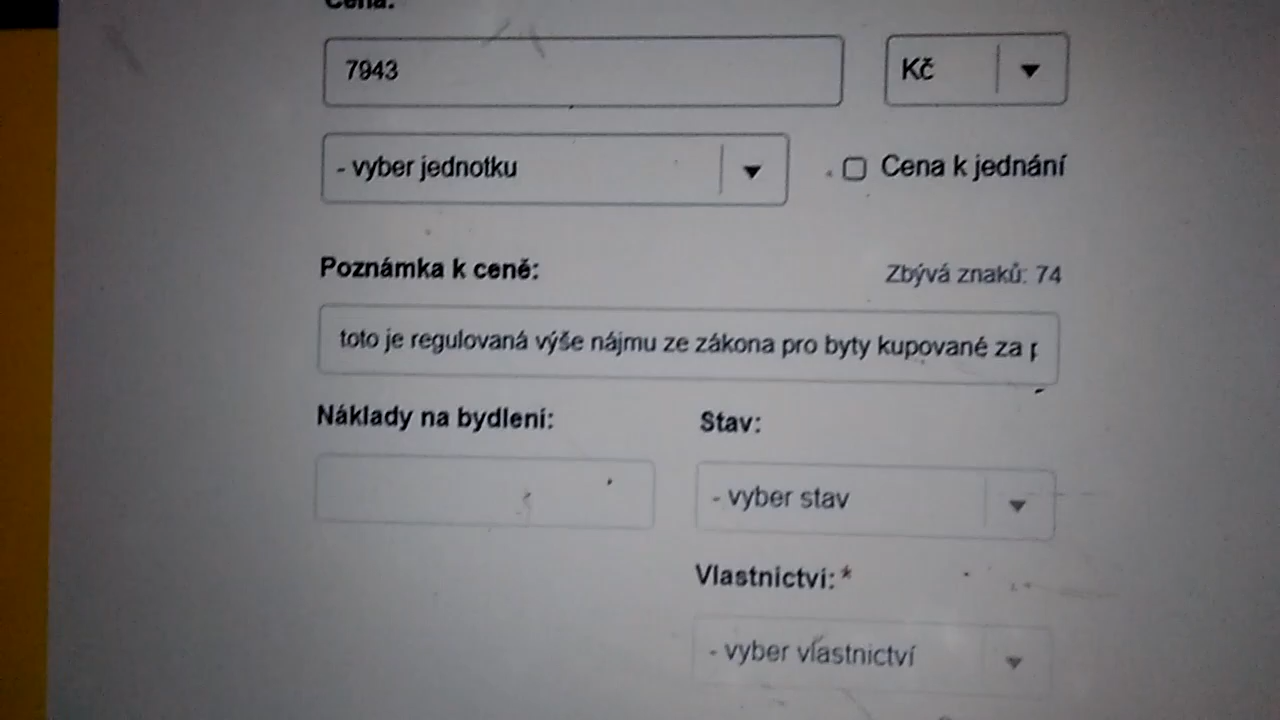 Cena:
7943
Kč
- vyber jednotku
Cena k jednání
Poznámka k ceně:
Zbývá znaků: 74
toto je regulovaná výše nájmu ze zákona pro byty kupované za
Náklady na bydlení:
Stav:
- vyber stav
Vlastnictví:*
- vyber vlastnictví